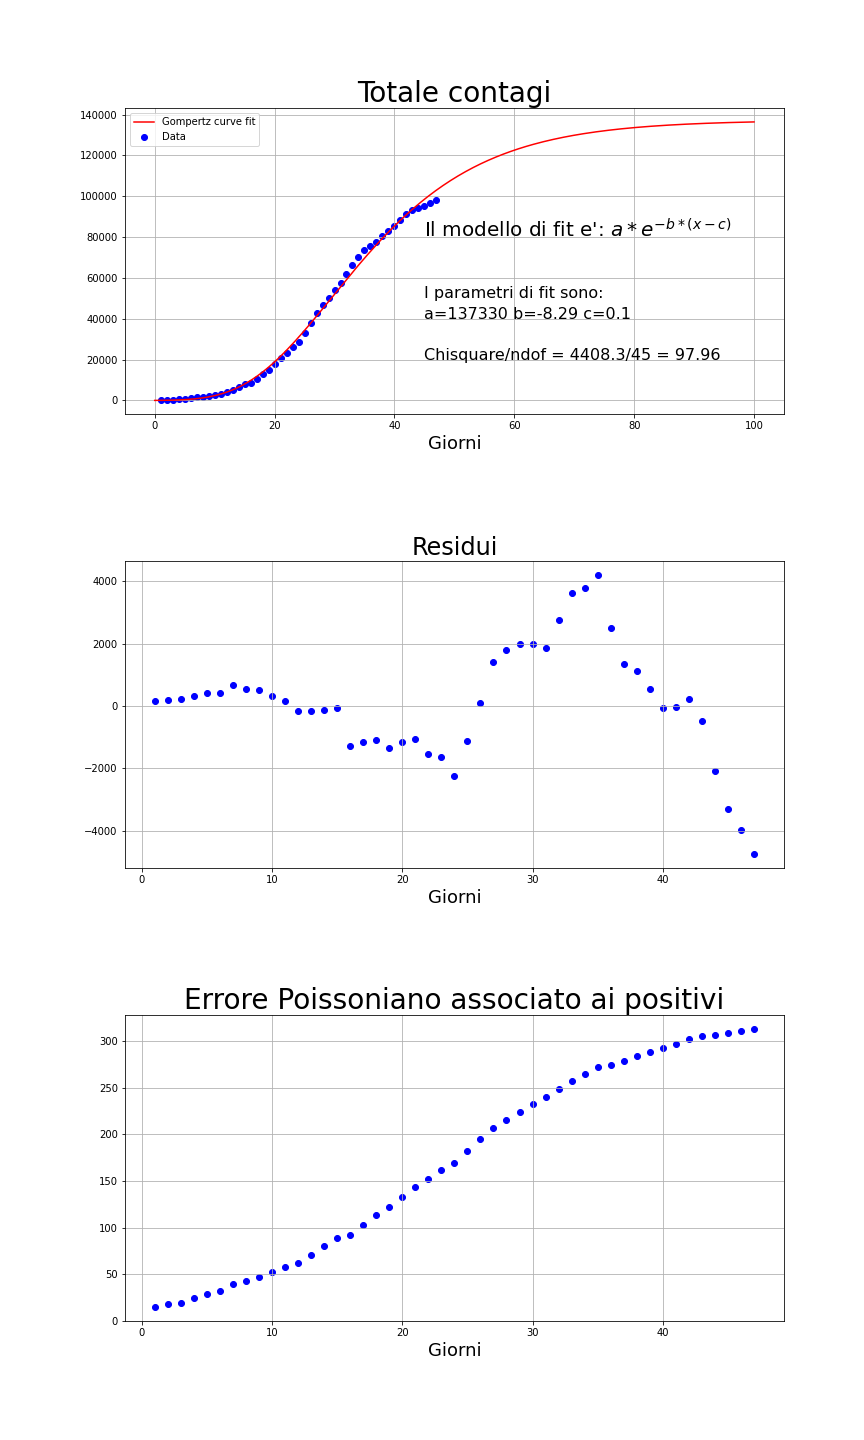 Totale contagi
140000
120000
100000
80000
60000
40000
20000
0
Gompertz curve fit
Data
Il modello di fit e': a * e^{-b*(x-c)}
I parametri di fit sono:
a=137330 b=-8.29 c=0.1
Chisquare/ndof = 4408.3/45 = 97.96
0 20 40 60 80 100
Giorni
Residui
4000
2000
0
−2000
−4000
0 10 20 30 40
Giorni
Errore Poissoniano associato ai positivi
300
250
200
150
100
50
0
0 10 20 30 40
Giorni